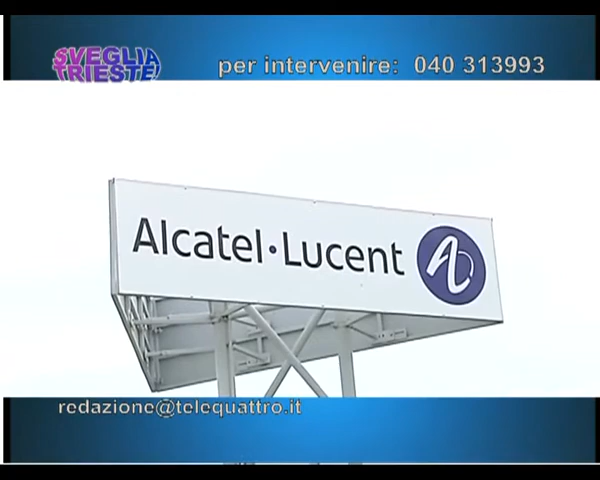 SVEGLIA
TRIESTE!
per intervenire: 040 313993
Alcatel·Lucent
redazione@telequattro.it